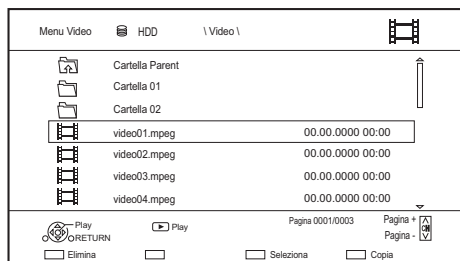 Menu Video HDD \ Video \
Cartella Parent
Cartella 01
Cartella 02
video01.mpeg 00.00.0000 00:00
video02.mpeg 00.00.0000 00:00
video03.mpeg 00.00.0000 00:00
video04.mpeg 00.00.0000 00:00
Play Play Pagina 0001/0003 Pagina +
CH
RETURN Pagina -
Elimina Seleziona Copia